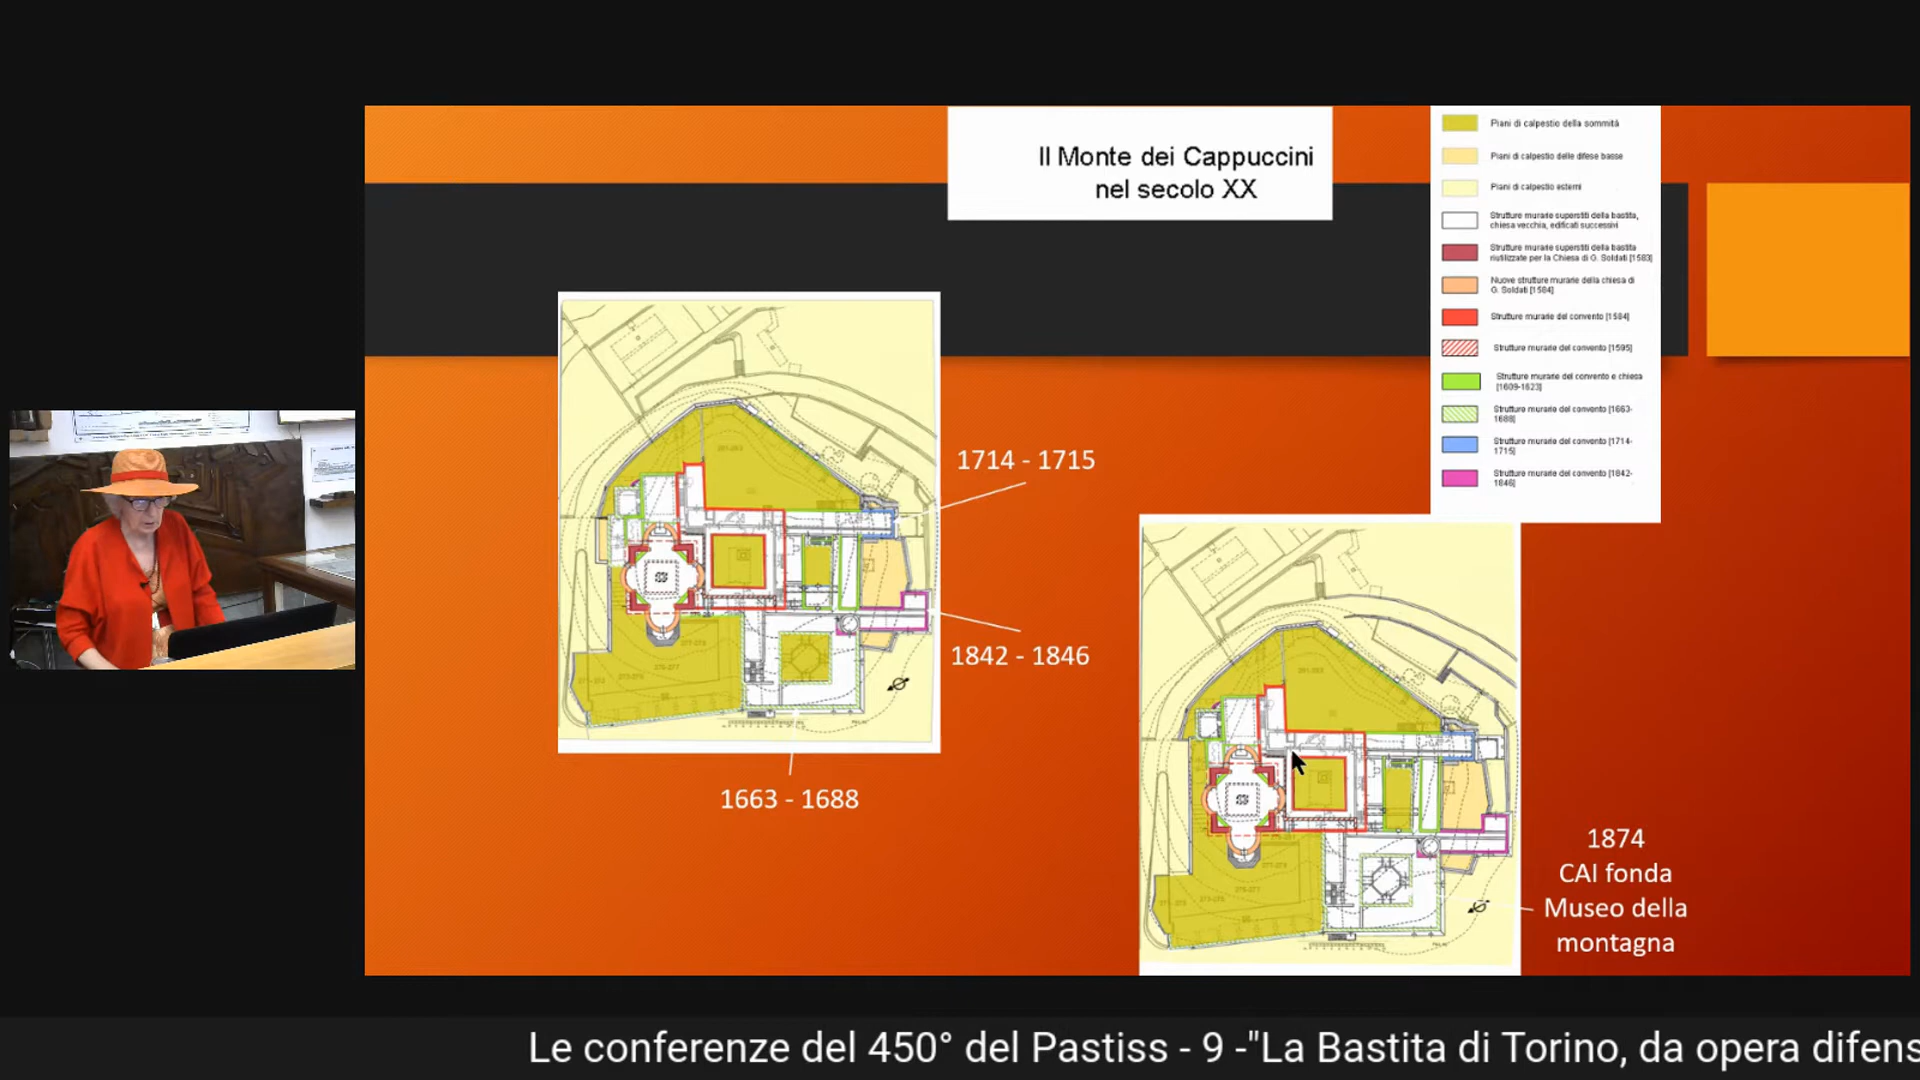 Il Monte dei Cappuccini
nel secolo XX
Piani di calpestio della sommità
Piani di calpestio delle difese basse
Piani di calpestio esterni
Strutture murarie superstiti della bastita,
chiesa vecchia, edificati successivi
Strutture murarie superstiti della bastita
riutilizzate per la Chiesa di G. Soldati [1583]
Nuove strutture murarie della chiesa di
G. Soldati [1584]
Strutture murarie del convento [1584]
Strutture murarie del convento [1595]
Strutture murarie del convento e chiesa
[1609-1623]
Strutture murarie del convento [1663-
1688]
Strutture murarie del convento [1714-
1715]
Strutture murarie del convento [1842-
1846]
1714 - 1715
1842 - 1846
1663 - 1688
1874
CAI fonda
Museo della
montagna
Le conferenze del 450° del Pastiss - 9 -"La Bastita di Torino, da opera difens